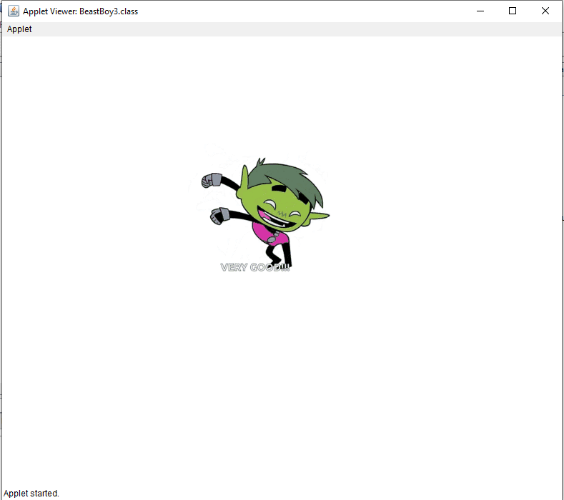 Applet Viewer: BeastBoy3.class
Applet
VERY GOOD!!!
Applet started.